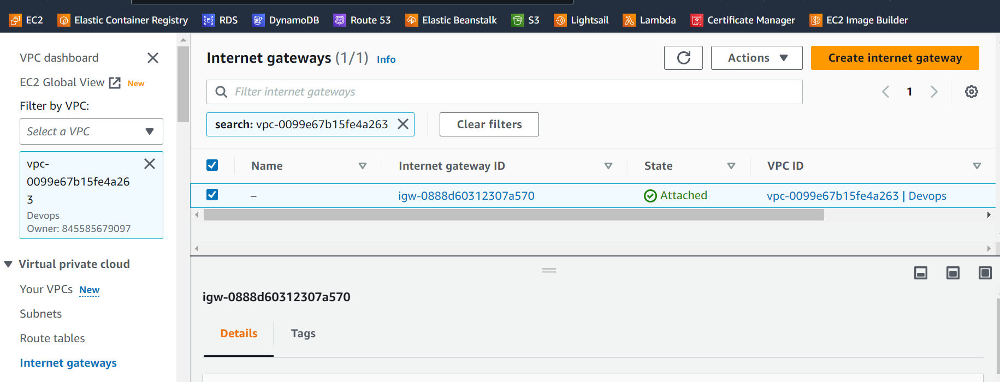 EC2 Elastic Container Registry RDS DynamoDB Route 53 Elastic Beanstalk S3 Lightsail Lambda Certificate Manager EC2 Image Builder
VPC dashboard
EC2 Global View New
Filter by VPC:
Select a VPC
vpc-
0099e67b15fe4a26
3
Devops
Owner: 845585679097
Virtual private cloud
Your VPCs New
Subnets
Route tables
Internet gateways
Internet gateways (1/1) Info
Actions
Create internet gateway
Filter internet gateways
1
search: vpc-0099e67b15fe4a263
Clear filters
Name Internet gateway ID State VPC ID
– igw-0888d60312307a570 Attached vpc-0099e67b15fe4a263 | Devops
igw-0888d60312307a570
Details Tags